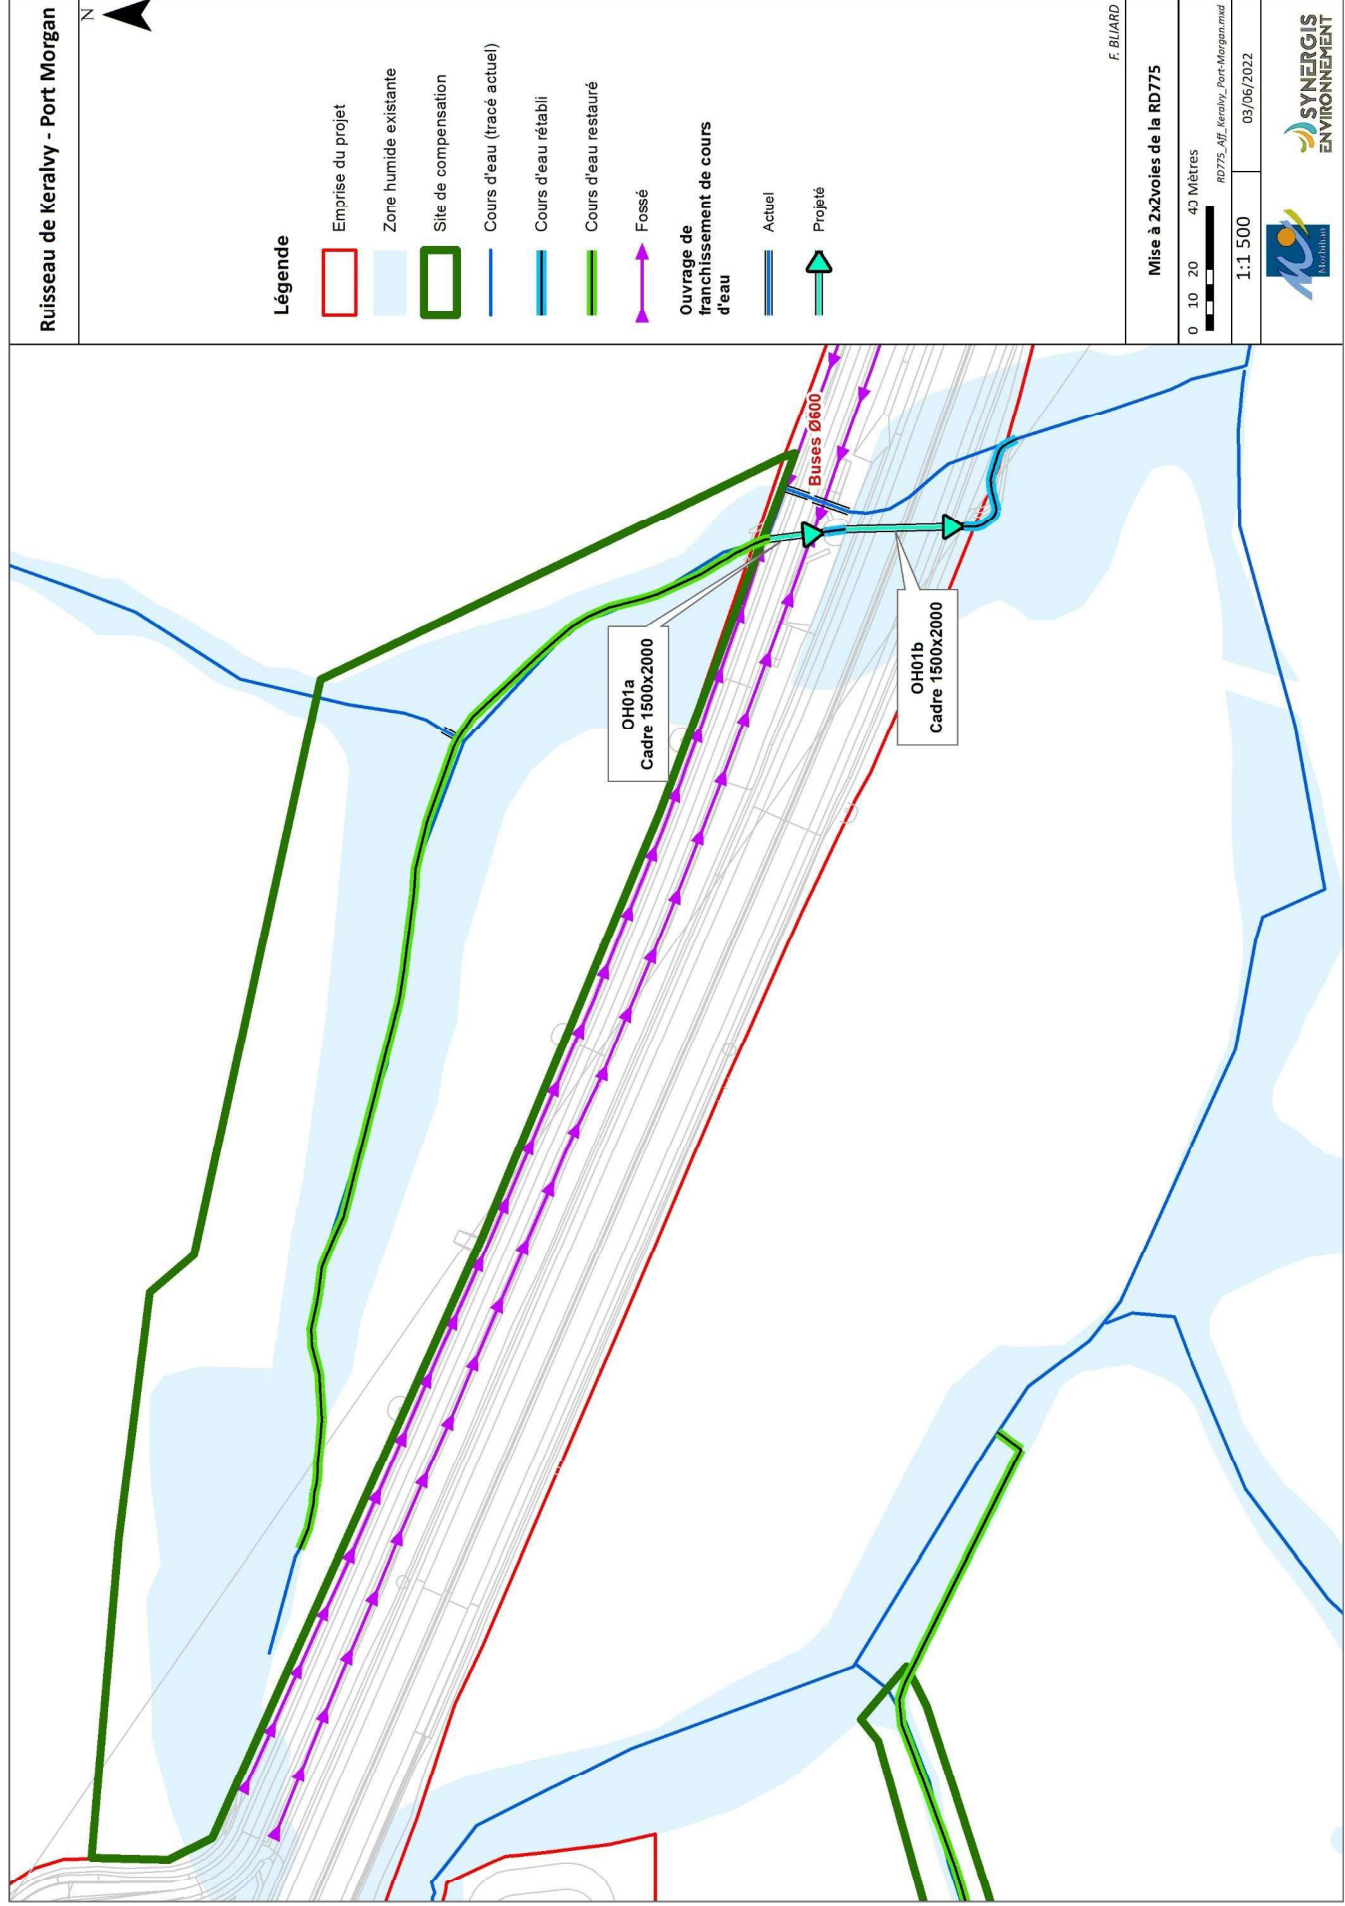 Ruisseau de Keralvy - Port Morgan
N
Légende
Emprise du projet
Zone humide existante
Site de compensation
Cours d'eau (tracé actuel)
Cours d'eau rétabli
Cours d'eau restauré
Fossé
Ouvrage de
franchissement de cours
d'eau
Actuel
Projeté
F. BLIARD
Mise à 2x2voies de la RD775
0 10 20 40 Mètres
RD775_Aff_Keralvy_Port-Morgan.mxd
1:1 500
03/06/2022
Morbihan
SYNERGIS
ENVIRONNEMENT
Buses Ø600
OH01a
Cadre 1500x2000
OH01b
Cadre 1500x2000